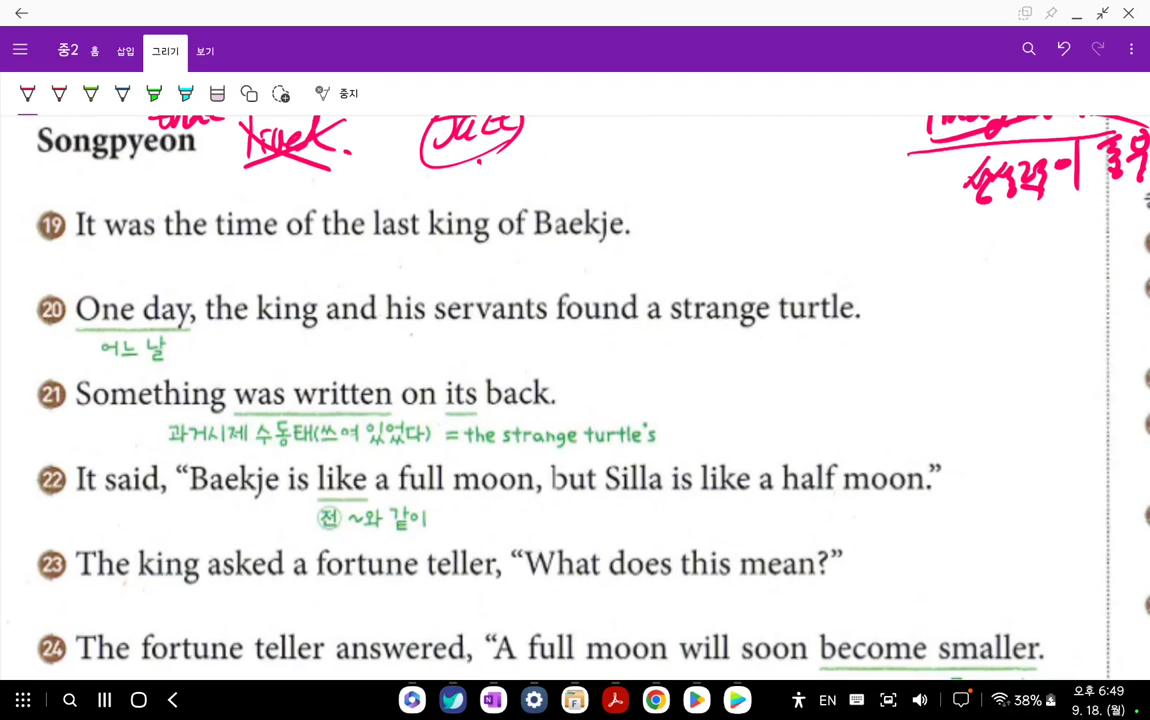 중2 홈 삽입 그리기 보기
중지
Songpyeon
19 It was the time of the last king of Baekje.
20 One day, the king and his servants found a strange turtle.
어느 날
21 Something was written on its back.
과거시제 수동태(쓰여 있었다) = the strange turtle's
22 It said, “Baekje is like a full moon, but Silla is like a half moon.”
전 ~와 같이
23 The king asked a fortune teller, “What does this mean?”
24 The fortune teller answered, “A full moon will soon become smaller.
EN 38% 오후 6:49
9. 18. (월)